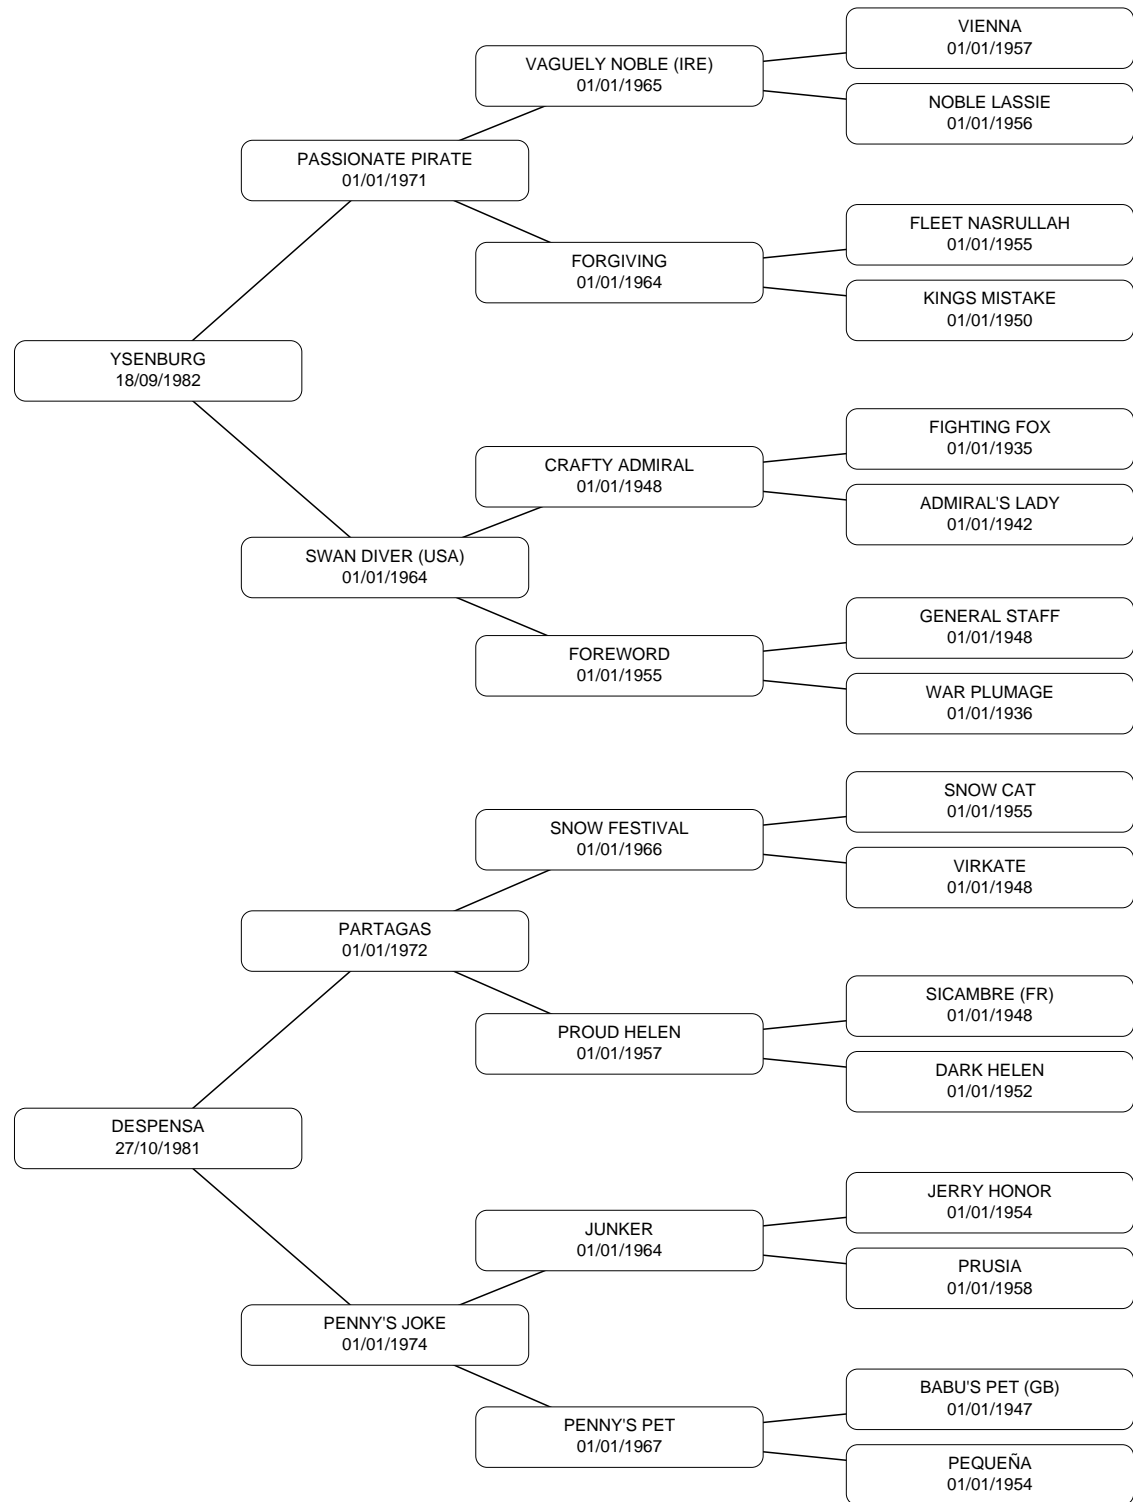 VIENNA
01/01/1957
VAGUELY NOBLE (IRE)
01/01/1965
NOBLE LASSIE
01/01/1956
PASSIONATE PIRATE
01/01/1971
FLEET NASRULLAH
01/01/1955
FORGIVING
01/01/1964
KINGS MISTAKE
01/01/1950
YSENBURG
18/09/1982
FIGHTING FOX
01/01/1935
CRAFTY ADMIRAL
01/01/1948
ADMIRAL'S LADY
01/01/1942
SWAN DIVER (USA)
01/01/1964
GENERAL STAFF
01/01/1948
FOREWORD
01/01/1955
WAR PLUMAGE
01/01/1936
SNOW CAT
01/01/1955
SNOW FESTIVAL
01/01/1966
VIRKATE
01/01/1948
PARTAGAS
01/01/1972
SICAMBRE (FR)
01/01/1948
PROUD HELEN
01/01/1957
DARK HELEN
01/01/1952
DESPENSA
27/10/1981
JERRY HONOR
01/01/1954
JUNKER
01/01/1964
PRUSIA
01/01/1958
PENNY'S JOKE
01/01/1974
BABU'S PET (GB)
01/01/1947
PENNY'S PET
01/01/1967
PEQUEÑA
01/01/1954